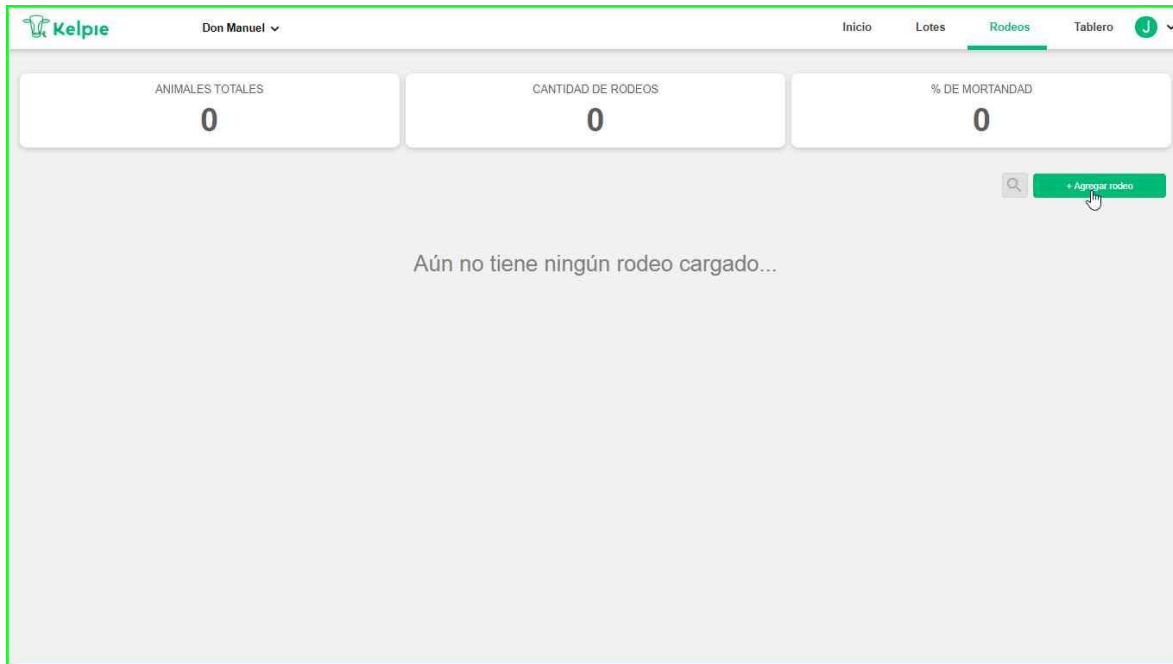 Kelpie
Don Manuel
Inicio Lotes Rodeos Tablero J
ANIMALES TOTALES
0
CANTIDAD DE RODEOS
0
% DE MORTANDAD
0
+ Agregar rodeo
Aún no tiene ningún rodeo cargado...